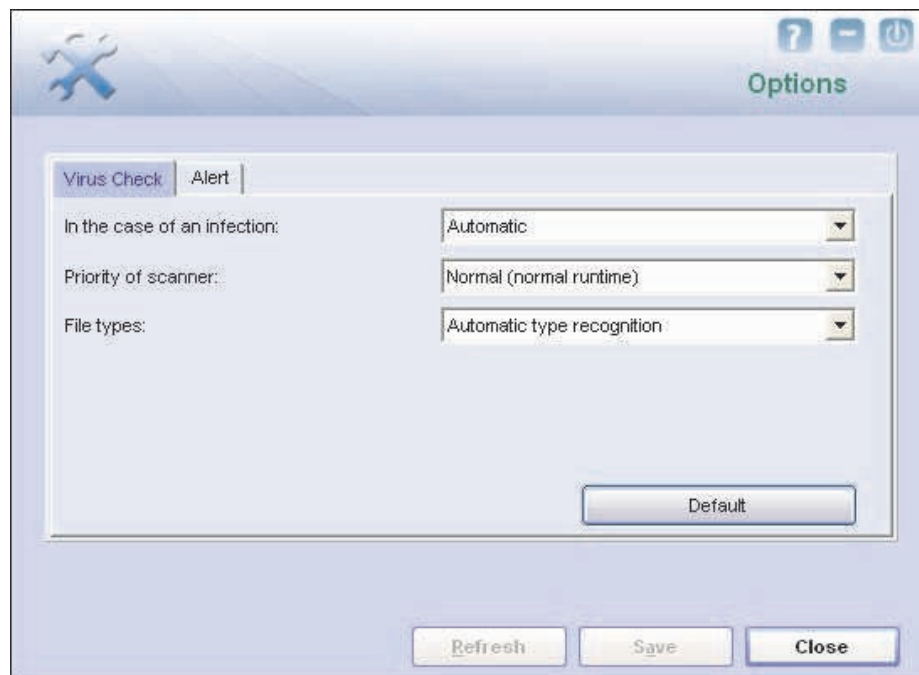 ?
Options
Virus Check Alert
In the case of an infection: Automatic
Priority of scanner: Normal (normal runtime)
File types: Automatic type recognition
Default
Refresh Save Close